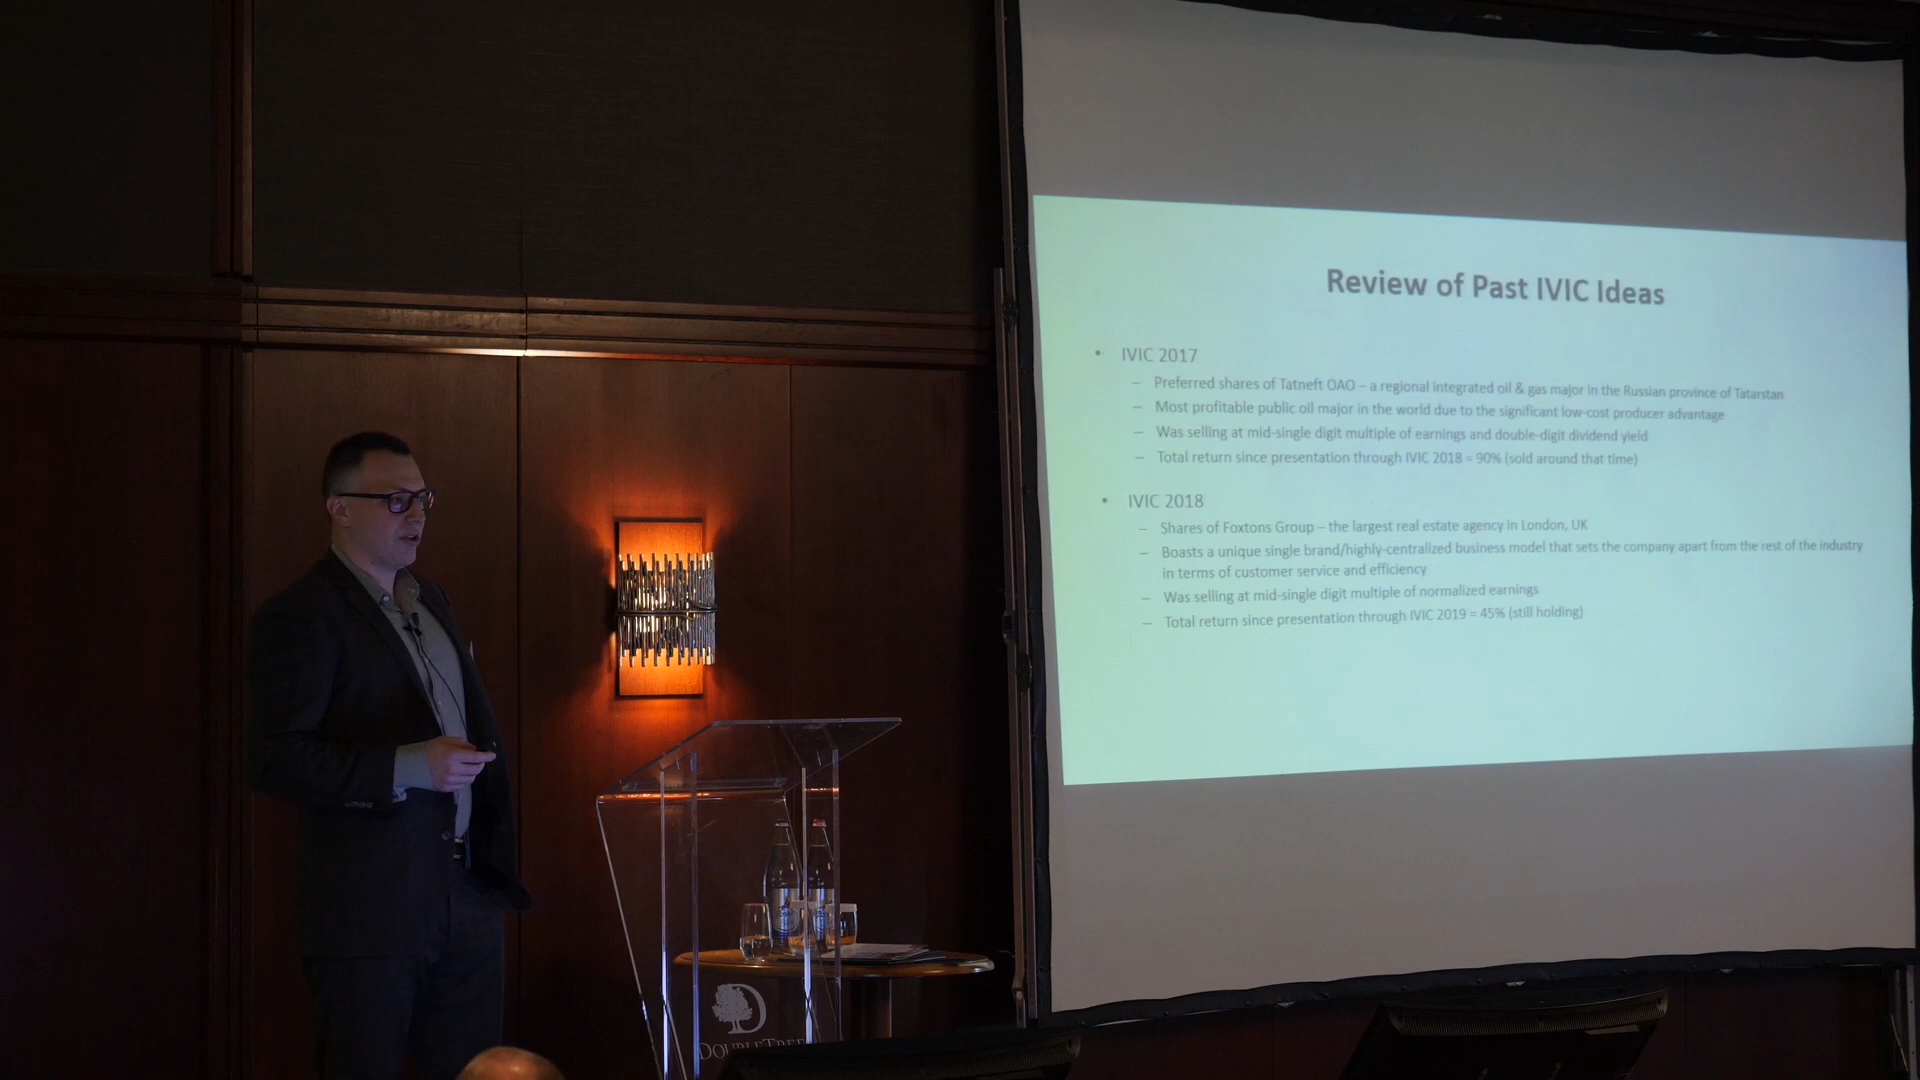 Review of Past IVIC Ideas
• IVIC 2017
– Preferred shares of Tatneft OAO – a regional integrated oil & gas major in the Russian province of Tatarstan
– Most profitable public oil major in the world due to the significant low-cost producer advantage
– Was selling at mid-single digit multiple of earnings and double-digit dividend yield
– Total return since presentation through IVIC 2018 = 90% (sold around that time)
• IVIC 2018
– Shares of Foxtons Group – the largest real estate agency in London, UK
– Boasts a unique single brand/highly-centralized business model that sets the company apart from the rest of the industry
in terms of customer service and efficiency
– Was selling at mid-single digit multiple of normalized earnings
– Total return since presentation through IVIC 2019 = 45% (still holding)
D
DOUBLETREE